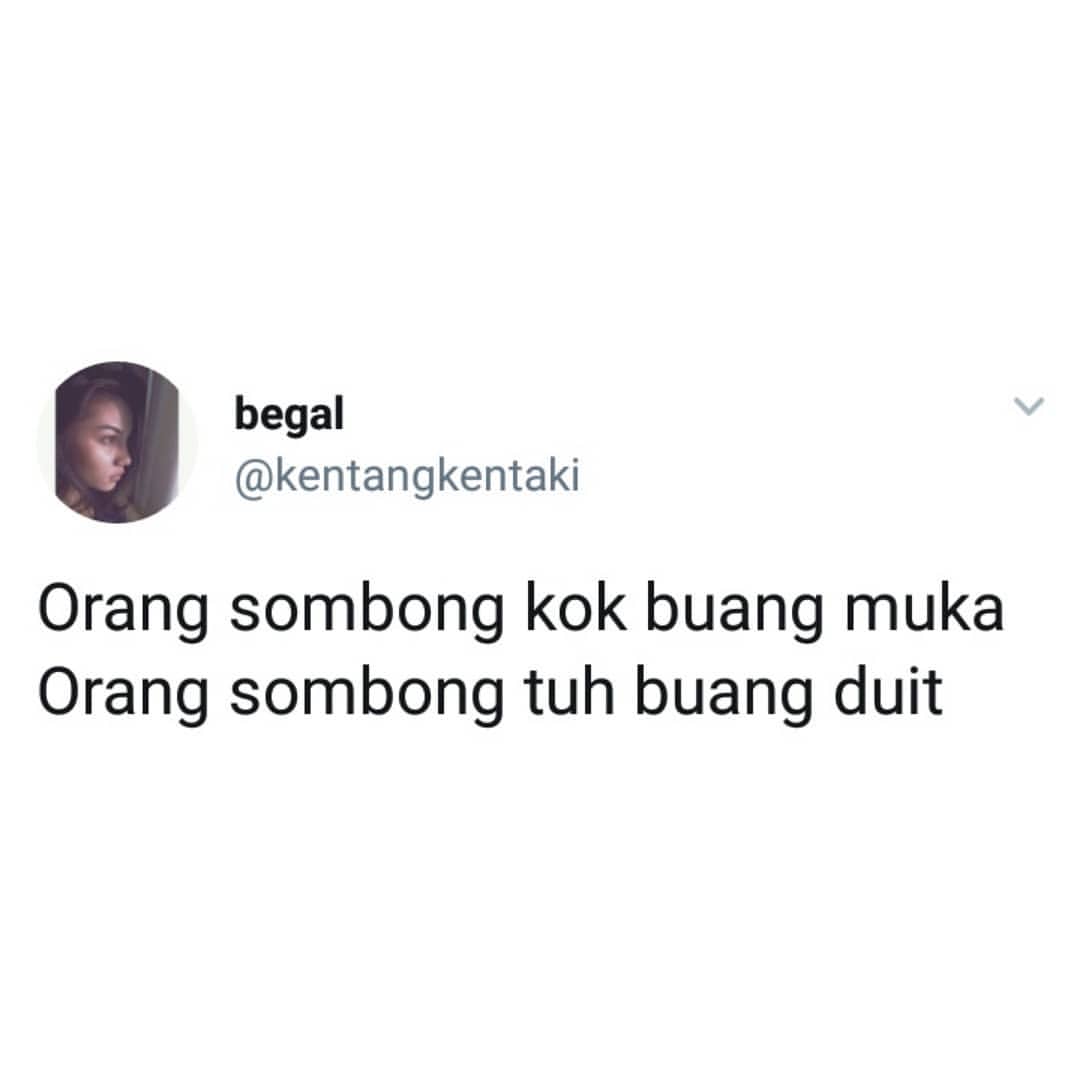 begal
@kentangkentaki
Orang sombong kok buang muka
Orang sombong tuh buang duit